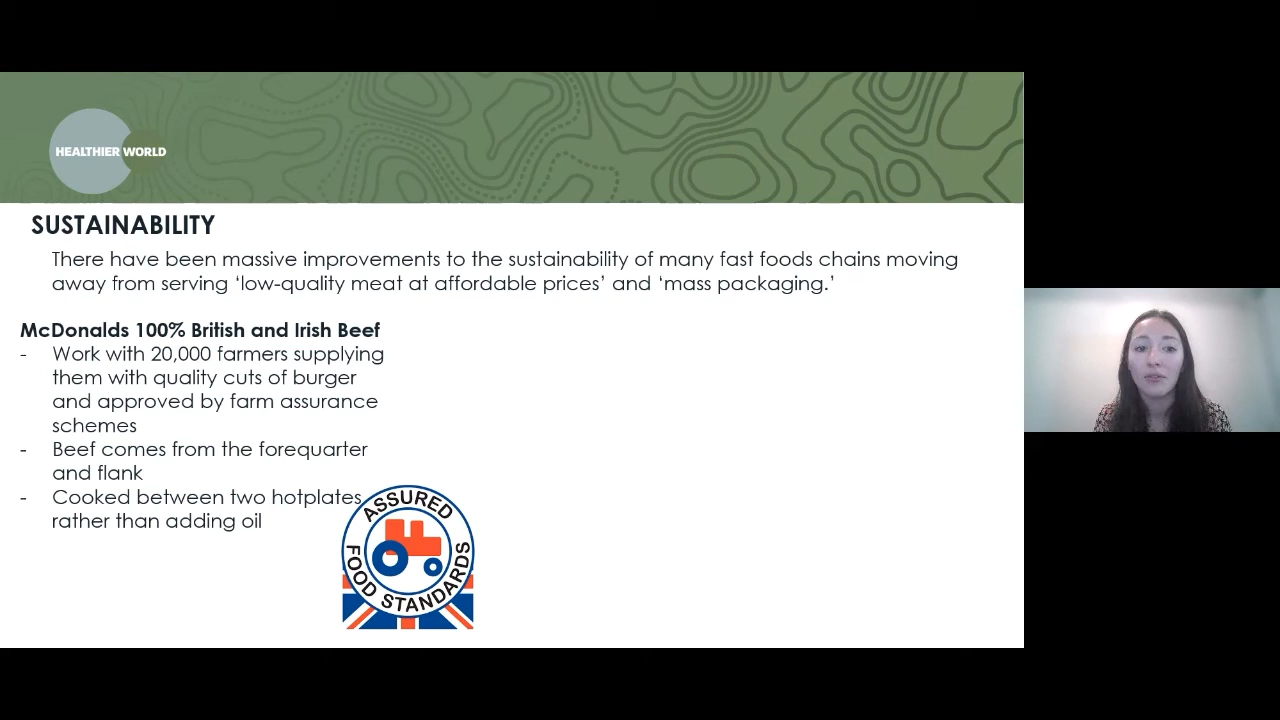 HEALTHIER WORLD
SUSTAINABILITY
There have been massive improvements to the sustainability of many fast foods chains moving
away from serving ‘low-quality meat at affordable prices’ and ‘mass packaging.’
McDonalds 100% British and Irish Beef
- Work with 20,000 farmers supplying
them with quality cuts of burger
and approved by farm assurance
schemes
- Beef comes from the forequarter
and flank
- Cooked between two hotplates
rather than adding oil
ASSURED
FOOD STANDARDS